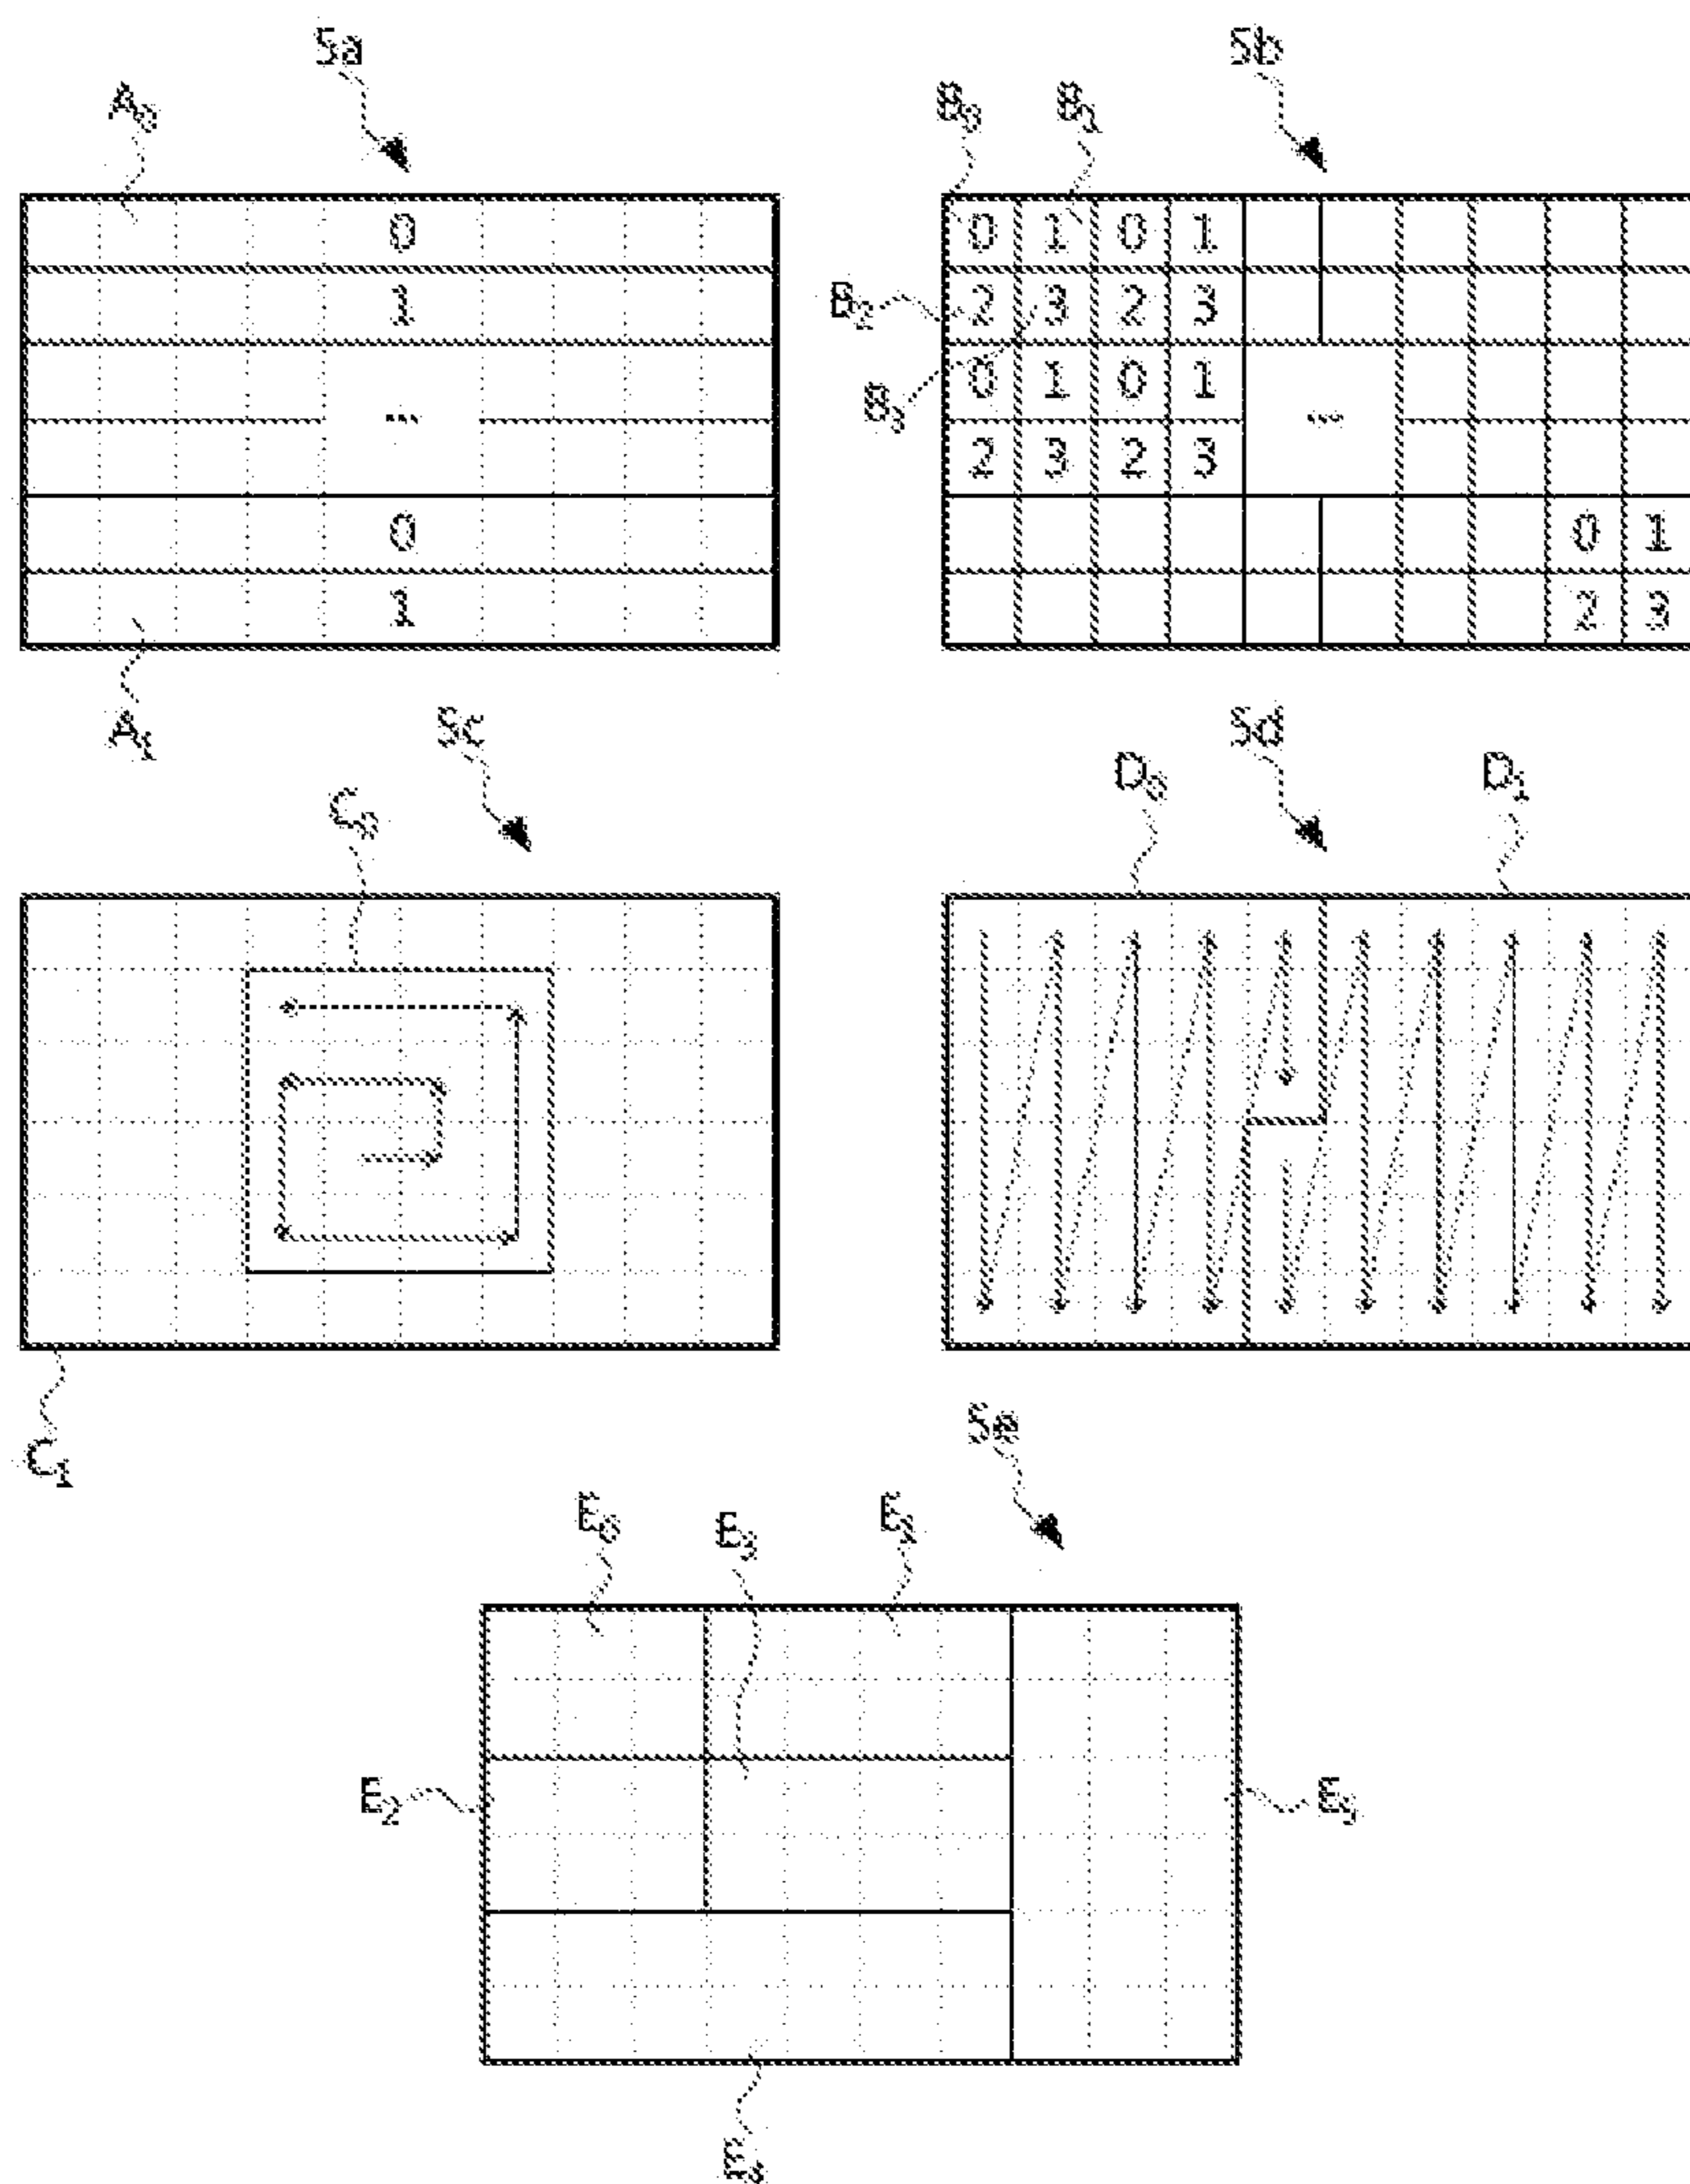 5a 5b
A₀ B₀ B₁
0 0 1 0 1
1 B₂ 2 3 2 3
0 1 0 1
... B₃ ...
2 3 2 3
0 0 1
1 2 3
A₁ 5c 5d
C₀ D₀ D₁
C₁
5e
E₀ E₃ E₁
E₂